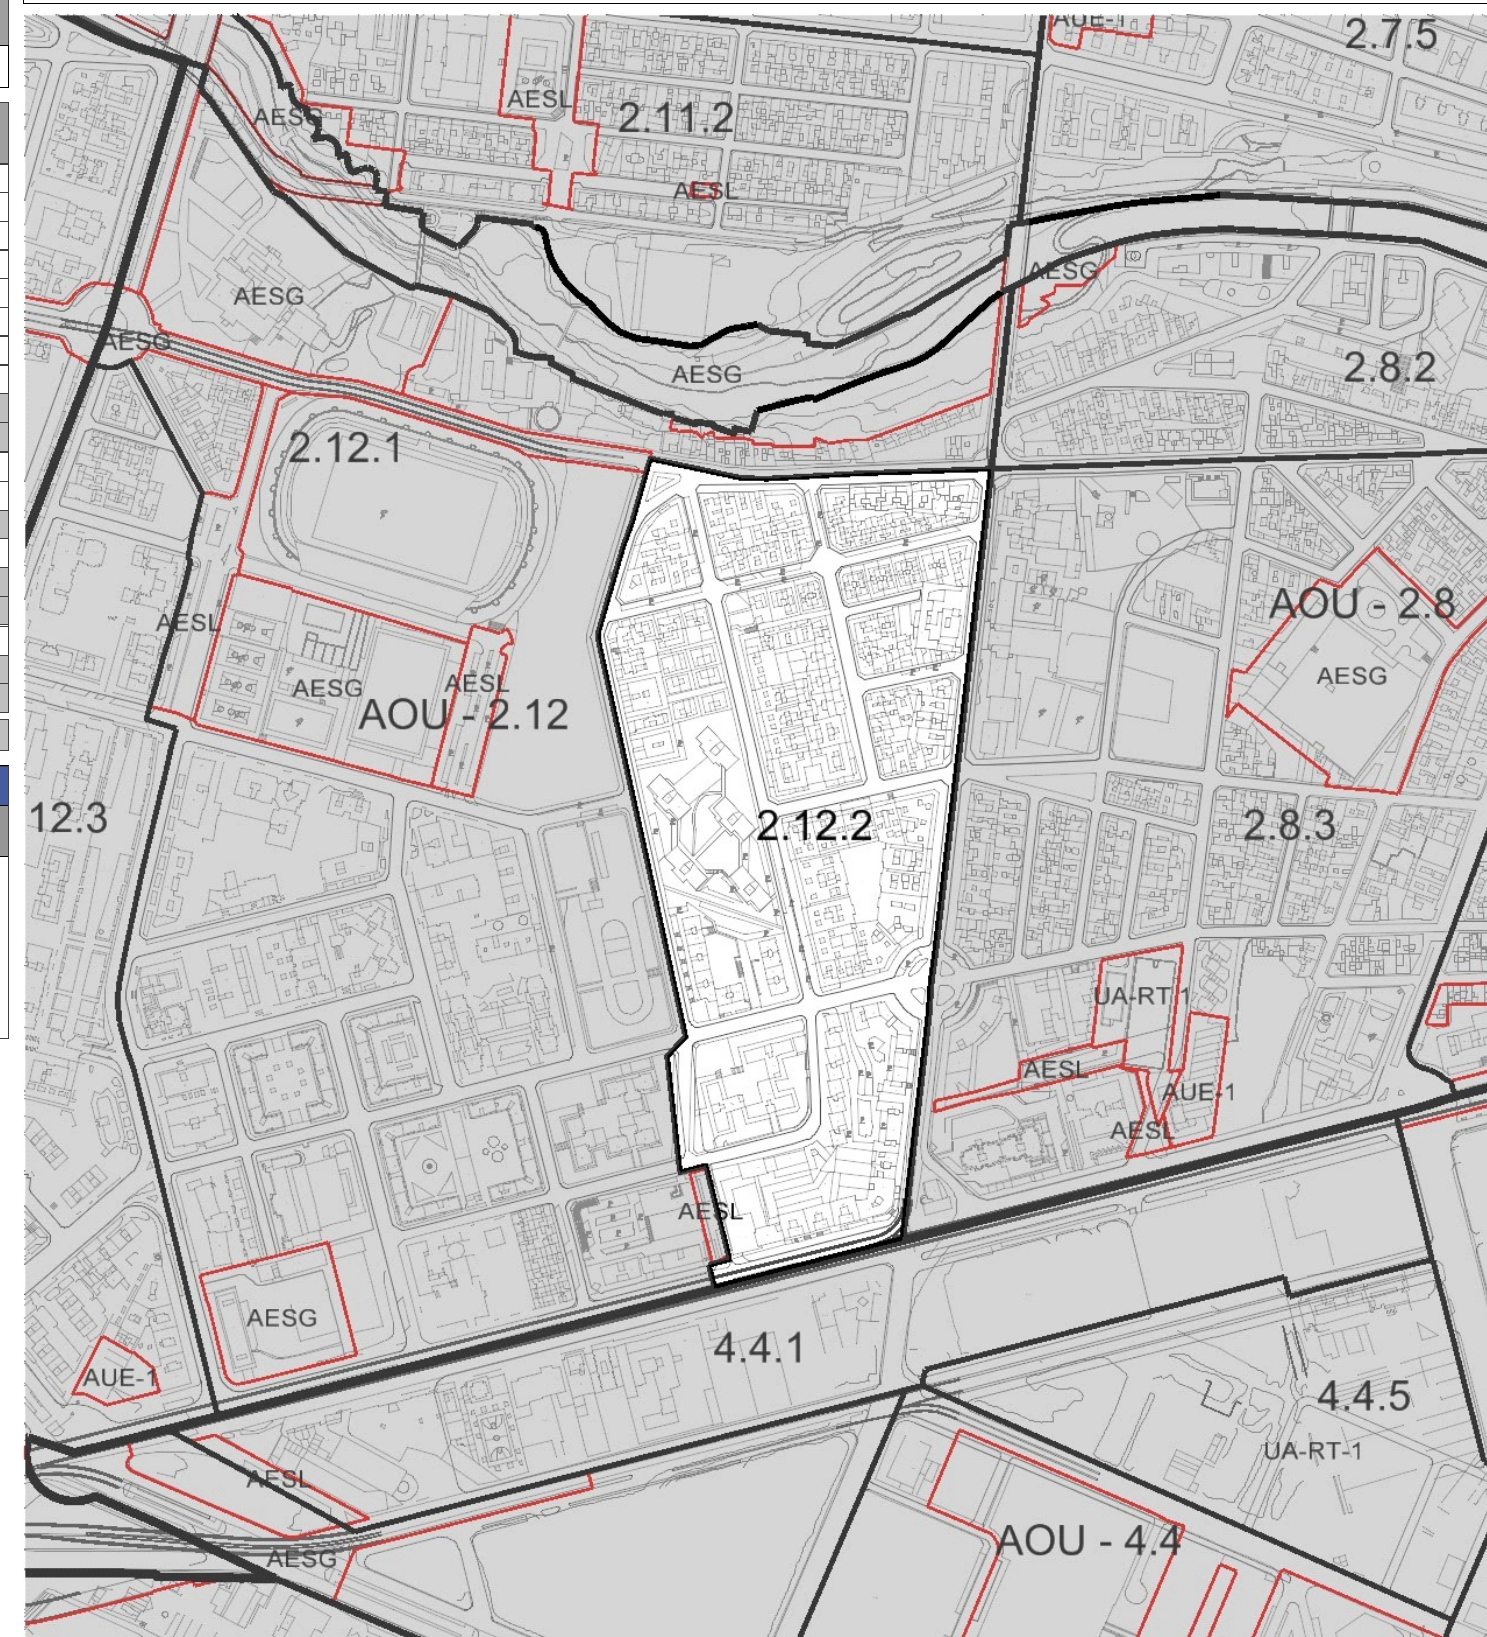 AUE-1
2.7.5
AESL
AESG
2.11.2
AESL
AESG
AESG
AESG
AESG
2.8.2
AESG
2.12.1
AOU - 2.8
AESL
AESG
AESL
AESG
AOU - 2.12
12.3
2.12.2
2.8.3
UA-RT-1
AESL
AUE-1
AESL
AESL
AESG
4.4.1
AUE-1
4.4.5
UA-RT-1
AESL
AOU - 4.4
AESG